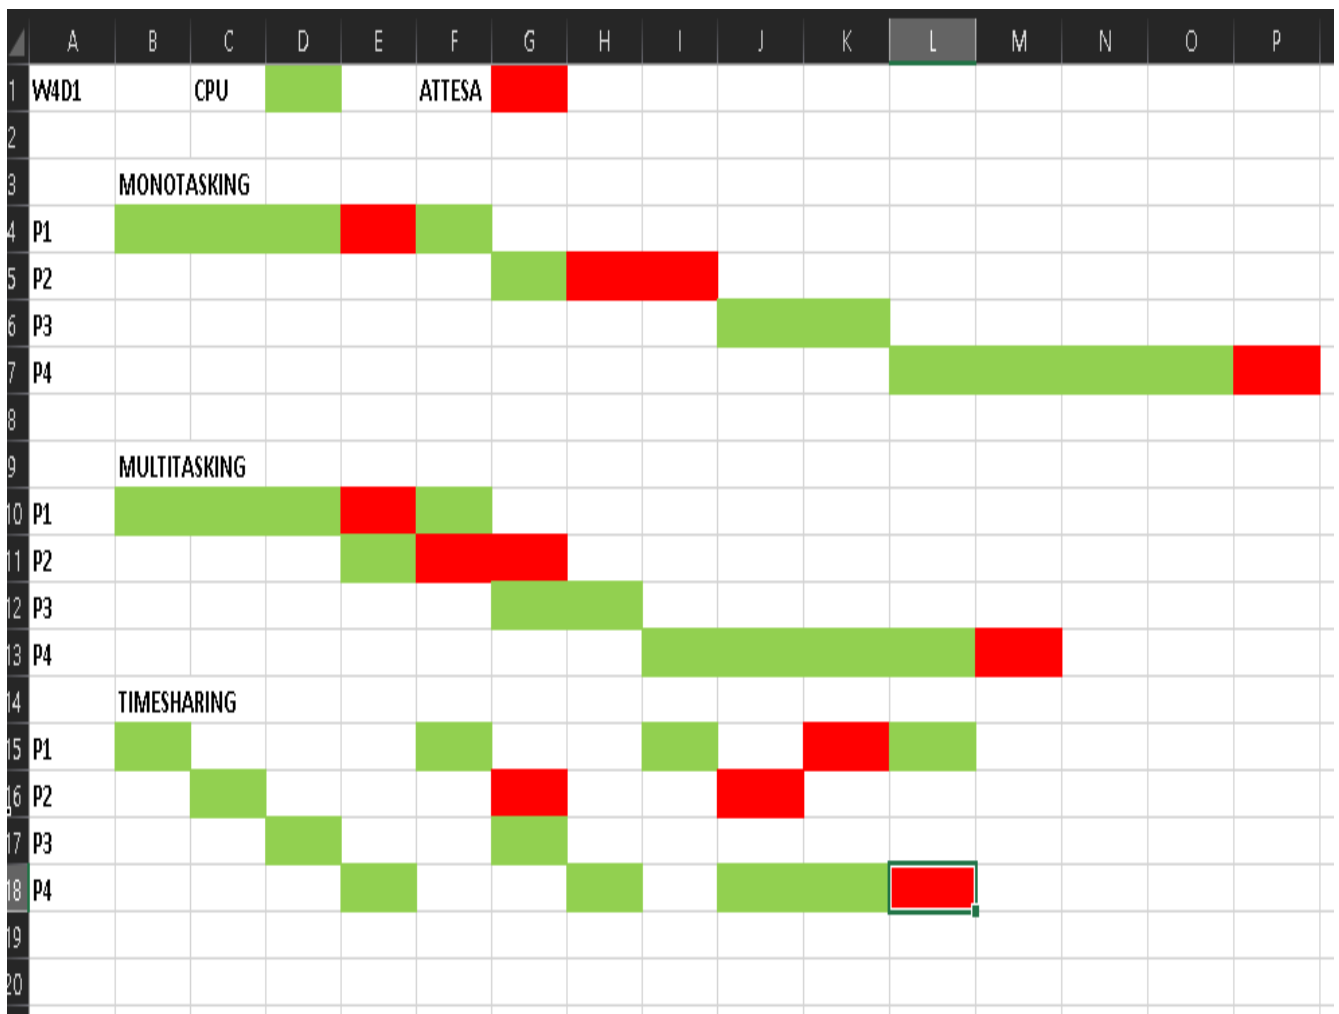 A B C D E F G H I J K L M N O P
1 W4D1 CPU ATTESA
2
3 MONOTASKING
4 P1
5 P2
6 P3
7 P4
8
9 MULTITASKING
10 P1
11 P2
12 P3
13 P4
14 TIMESHARING
15 P1
16 P2
17 P3
18 P4
19
20